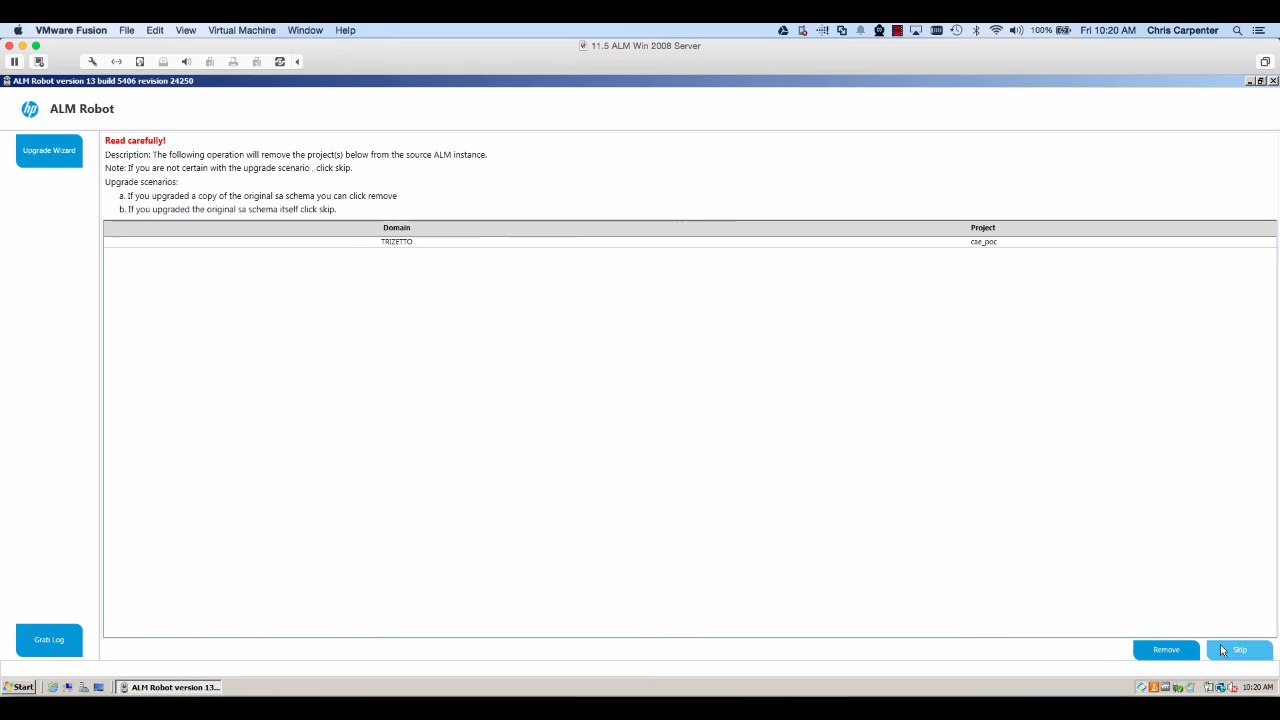 VMware Fusion File Edit View Virtual Machine Window Help 100% Fri 10:20 AM Chris Carpenter
11.5 ALM Win 2008 Server
ALM Robot version 13 build 5406 revision 24250
hp ALM Robot
Upgrade Wizard
Read carefully!
Description: The following operation will remove the project(s) below from the source ALM instance.
Note: If you are not certain with the upgrade scenario , click skip.
Upgrade scenarios:
a. If you upgraded a copy of the original sa schema you can click remove
b. If you upgraded the original sa schema itself click skip.
Domain Project
TRIZETTO cae_poc
Grab Log
Remove Skip
Start ALM Robot version 13... 10:20 AM